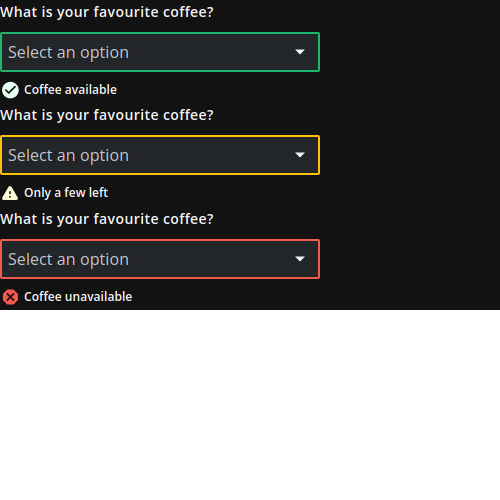 What is your favourite coffee?
Select an option
Coffee available
What is your favourite coffee?
Select an option
Only a few left
What is your favourite coffee?
Select an option
Coffee unavailable